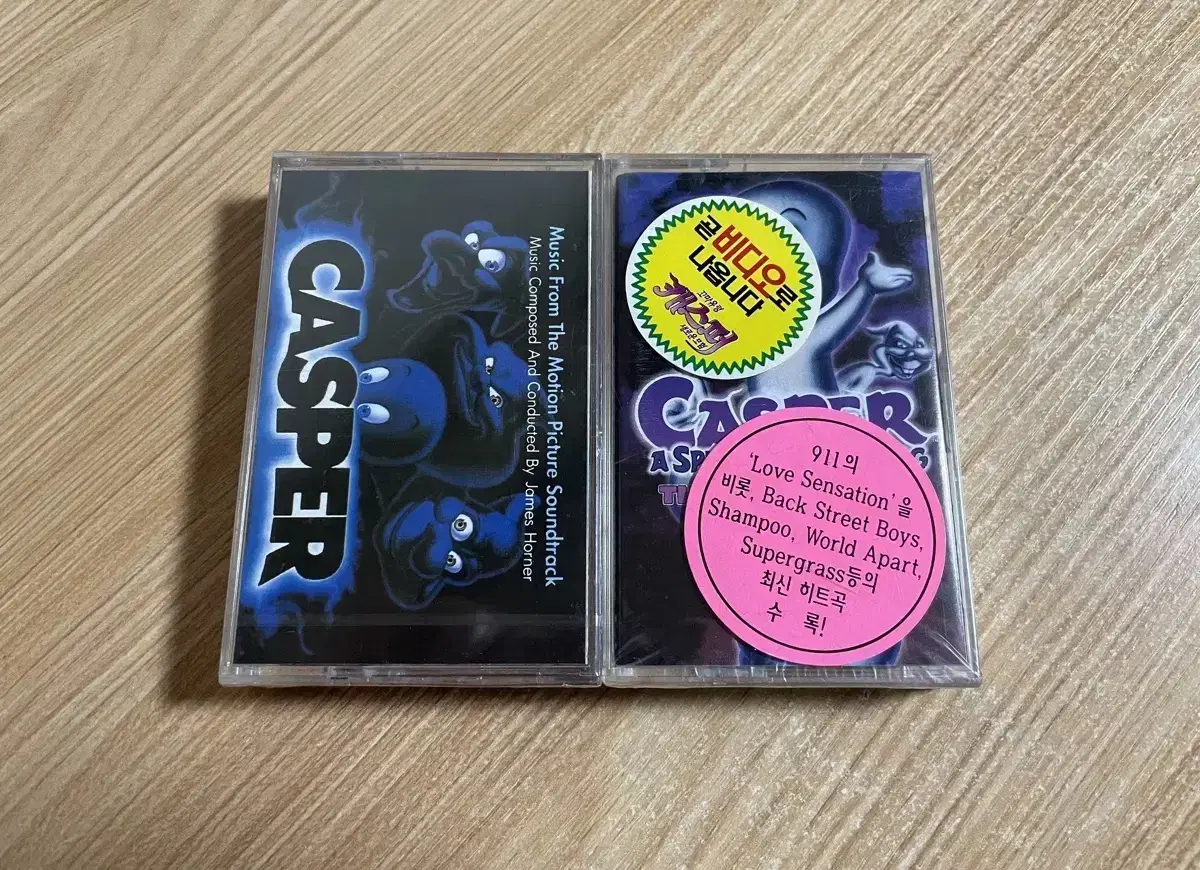 CASPER
Music From The Motion Picture Soundtrack
Music Composed And Conducted By James Horner
곧 비디오로
나옵니다
캐스퍼
CASPER
A SP
911의
'Love Sensation'을
비롯, Back Street Boys,
Shampoo, World Apart,
Supergrass등의
최신 히트곡
수 록!